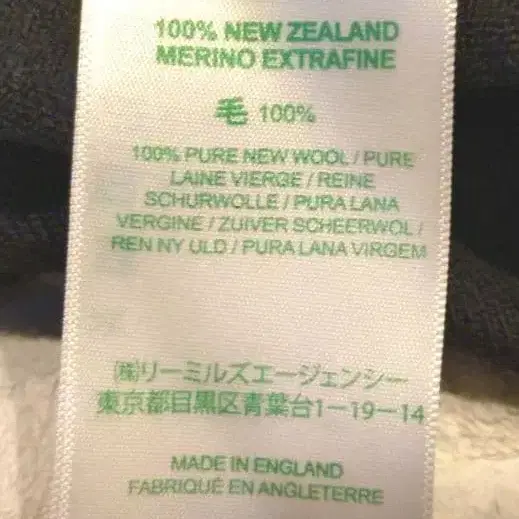 100% NEW ZEALAND
MERINO EXTRAFINE
毛 100%
100% PURE NEW WOOL / PURE
LAINE VIERGE / REINE
SCHURWOLLE / PURA LANA
VERGINE / ZUIVER SCHEERWOL /
REN NY ULD / PURA LANA VIRGEM
㈱リーミルズエージェンシー
東京都目黒区青葉台1-19-14
MADE IN ENGLAND
FABRIQUÉ EN ANGLETERRE